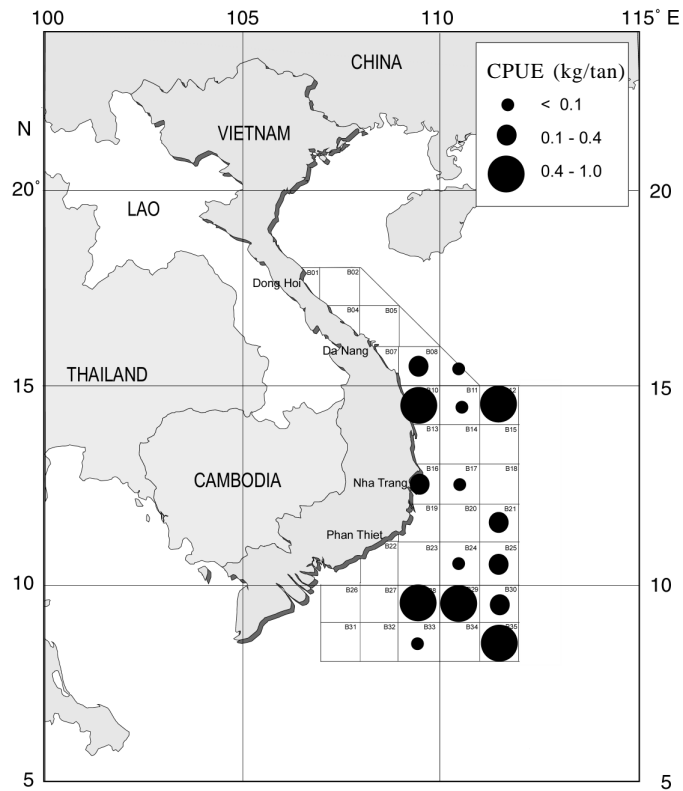 100 105 110 115 ° E
CHINA
CPUE (kg/tan)
< 0.1
0.1 - 0.4
0.4 - 1.0
N
VIETNAM
20° 20
LAO
B01 B02
Dong Hoi
B04 B05
Da Nang B07 B08
15 15
THAILAND
B10 B11 12
B13 B14 B15
CAMBODIA
B16 B17 B18
Nha Trang
B19 B20 B21
Phan Thiet
B22 B23 B24 B25
10 10
B26 B27 29 B30
B31 B32 B33 B34 B35
5 5